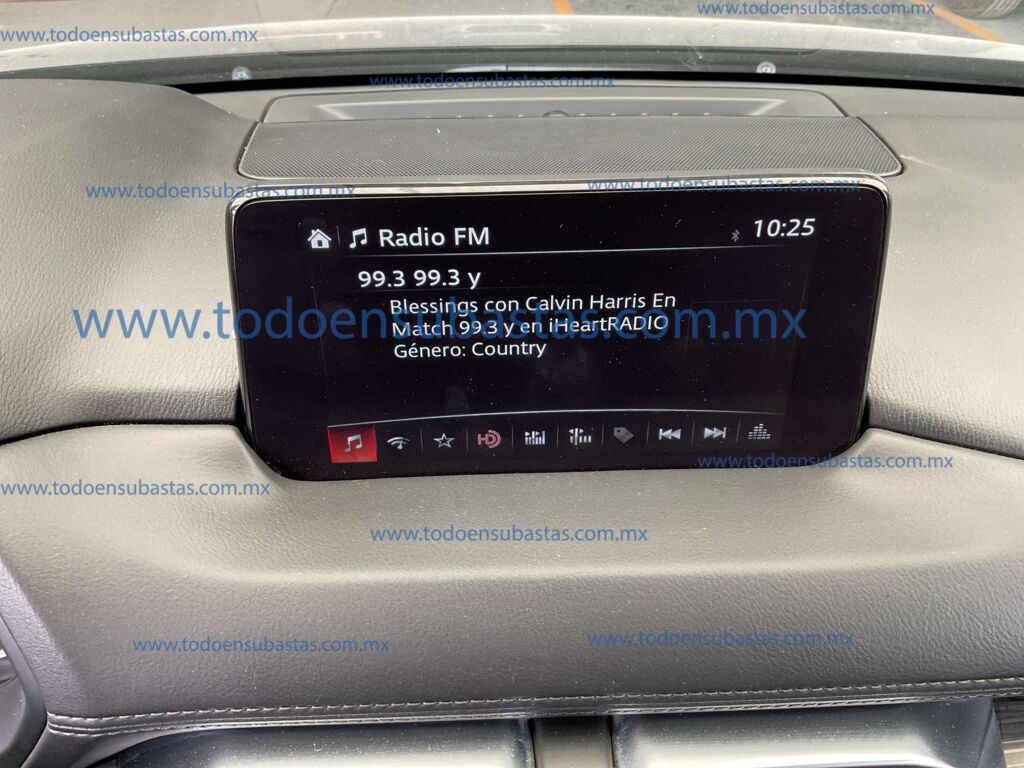 www.todoensubastas.com.mx
www.todoensubastas.com.mx
www.todoensubastas.com.mx
www.todoensubastas.com.mx
www.todoensubastas.com.mx
Radio FM
10:25
99.3 99.3 y
Blessings con Calvin Harris En
Match 99.3 y en iHeartRADIO
Género: Country
www.todoensubastas.com.mx
HD
www.todoensubastas.com.mx
www.todoensubastas.com.mx
www.todoensubastas.com.mx
www.todoensubastas.com.mx
www.todoensubastas.com.mx